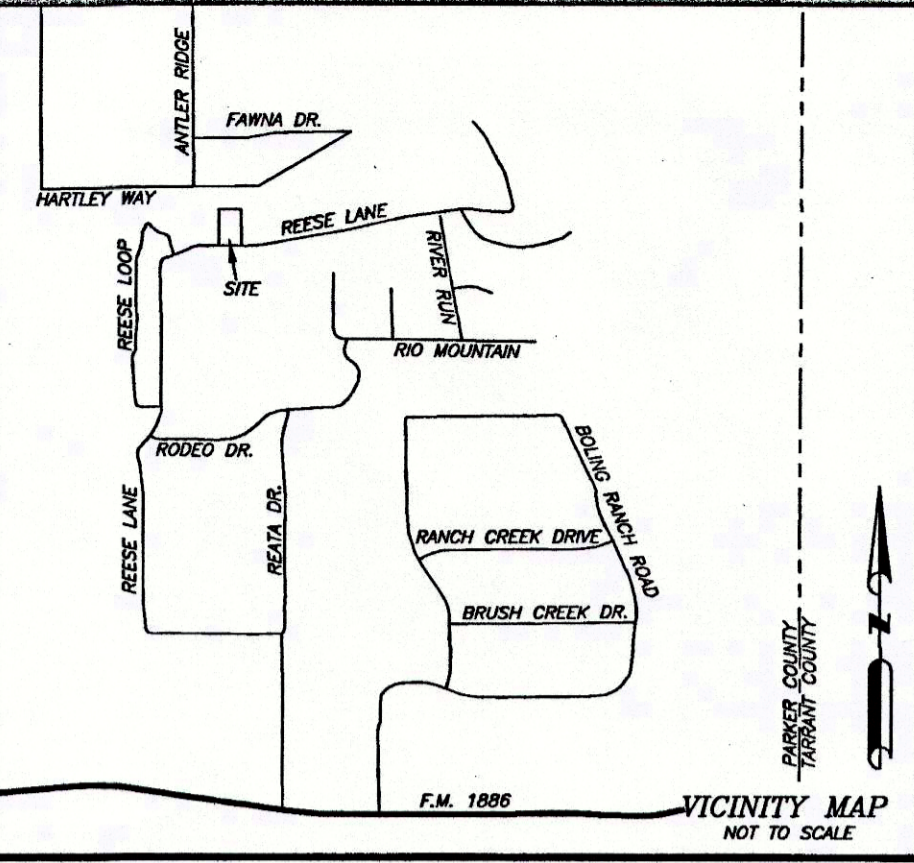 ANTLER RIDGE
FAWNA DR.
HARTLEY WAY
REESE LANE
REESE LOOP
SITE
RIVER RUN
RIO MOUNTAIN
RODEO DR.
BOLING RANCH ROAD
REESE LANE
REATA DR.
RANCH CREEK DRIVE
BRUSH CREEK DR.
PARKER COUNTY
TARRANT COUNTY
N
F.M. 1886
VICINITY MAP
NOT TO SCALE